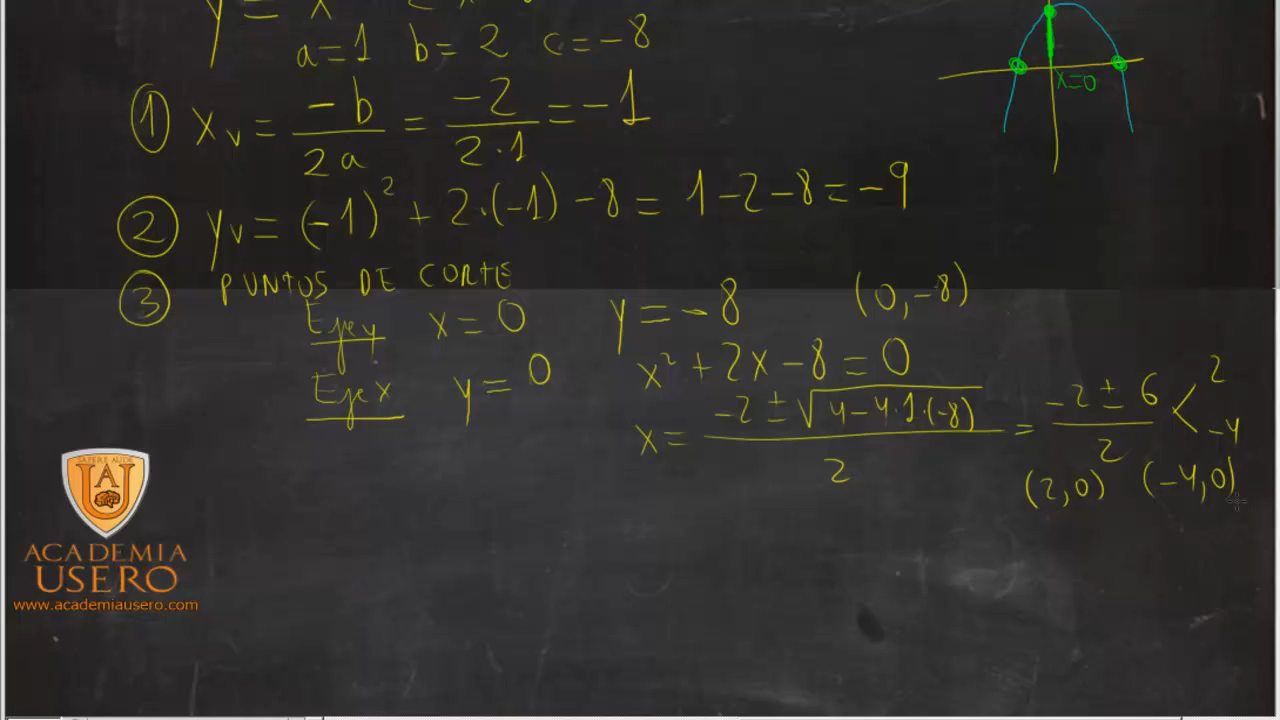 y = x
a=1 b=2 c=-8
x=0
① xv = -b/2a = -2/2·1 = -1
② yv = (-1)² + 2·(-1) - 8 = 1 - 2 - 8 = -9
③ PUNTOS DE CORTE
Eje y x = 0 y = -8 (0,-8)
Eje x y = 0 x² + 2x - 8 = 0
x = -2 ± √4-4·1·(-8)/2 = -2 ± 6/2 < 2 -4
(2,0) (-4,0)
SAPERE AUDE
UA
ACADEMIA
USERO
www.academiausero.com